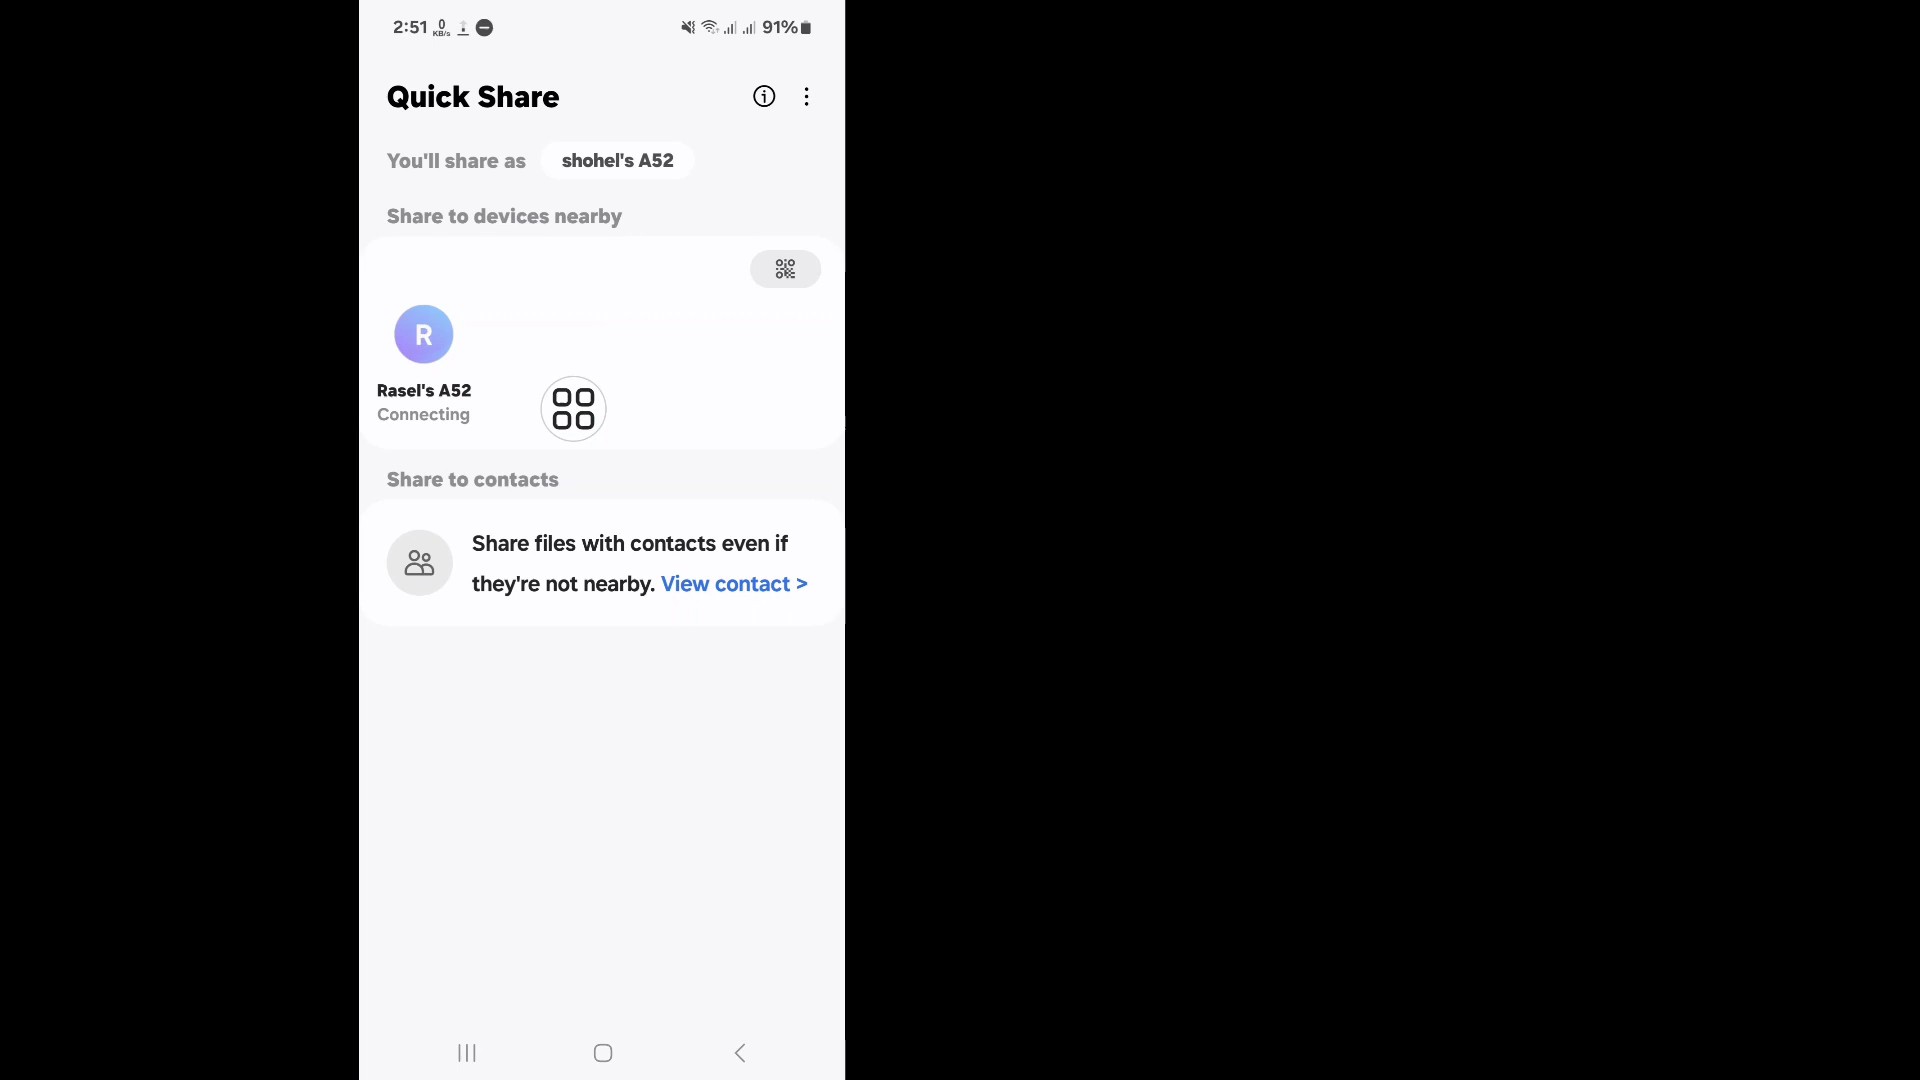 2:51 0 KB/s 91%
Quick Share
You'll share as shohel's A52
Share to devices nearby
R
Rasel's A52
Connecting
Share to contacts
Share files with contacts even if
they're not nearby. View contact >